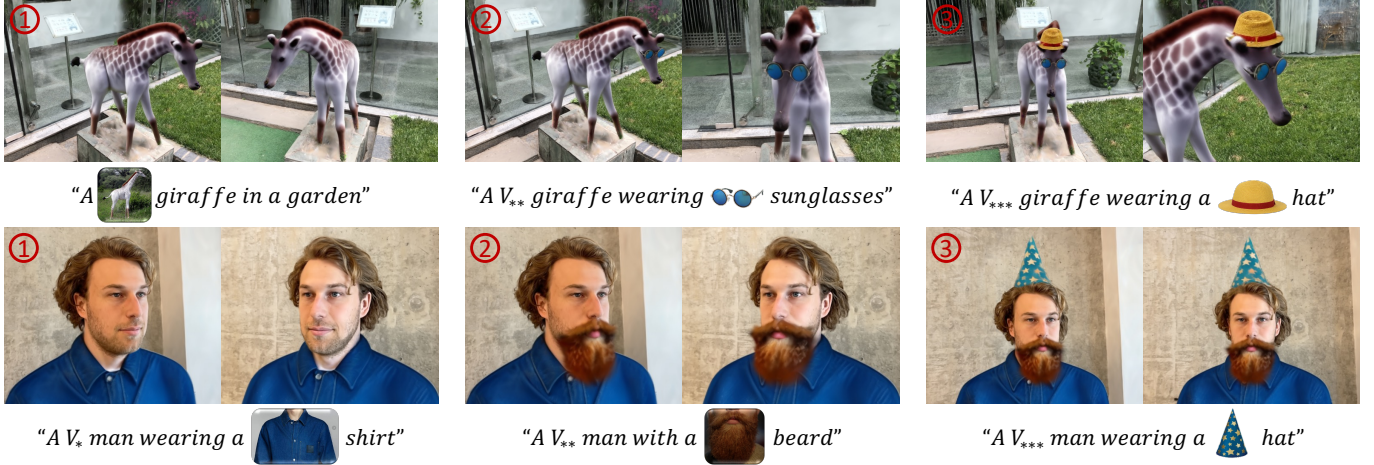 1
2
3
“A giraffe in a garden”
“A V** giraffe wearing sunglasses”
“A V*** giraffe wearing a hat”
1
2
3
“A V* man wearing a shirt”
“A V** man with a beard”
“A V*** man wearing a hat”